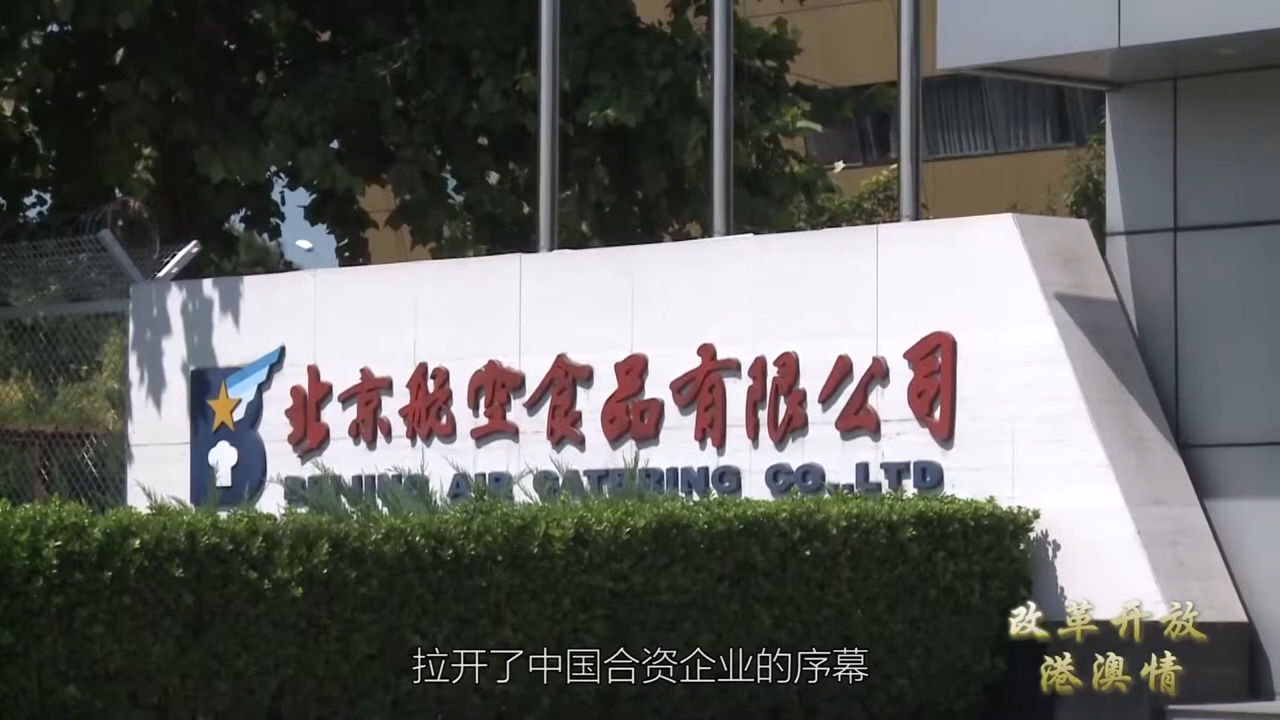 北京航空食品有限公司
BEIJING AIR CATERING CO.,LTD
拉开了中国合资企业的序幕
改革开放
港澳情